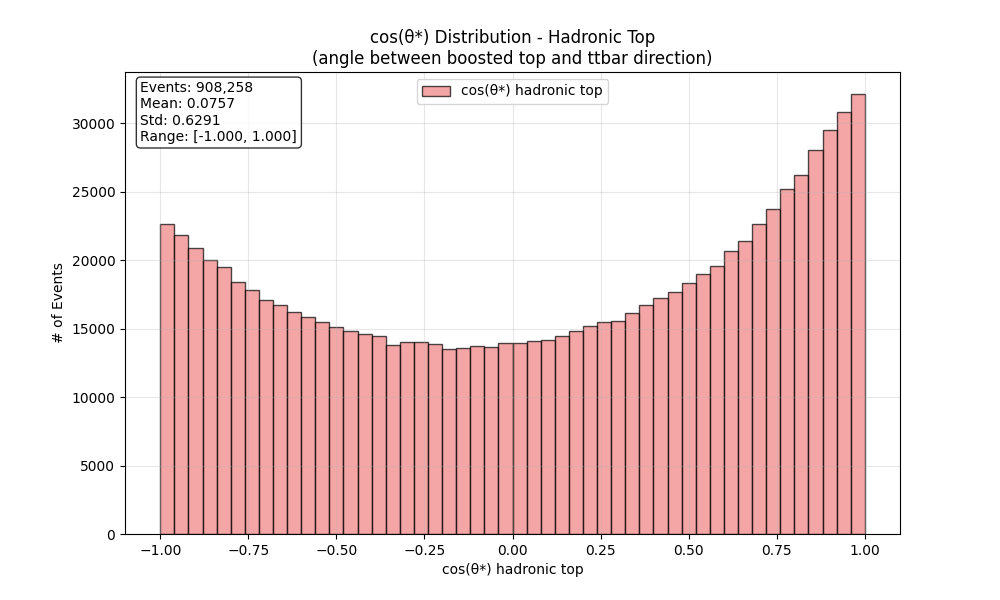 cos(θ*) Distribution - Hadronic Top
(angle between boosted top and ttbar direction)
Events: 908,258
Mean: 0.0757
Std: 0.6291
Range: [-1.000, 1.000]
cos(θ*) hadronic top
30000
25000
20000
15000
10000
5000
0
# of Events
−1.00 −0.75 −0.50 −0.25 0.00 0.25 0.50 0.75 1.00
cos(θ*) hadronic top